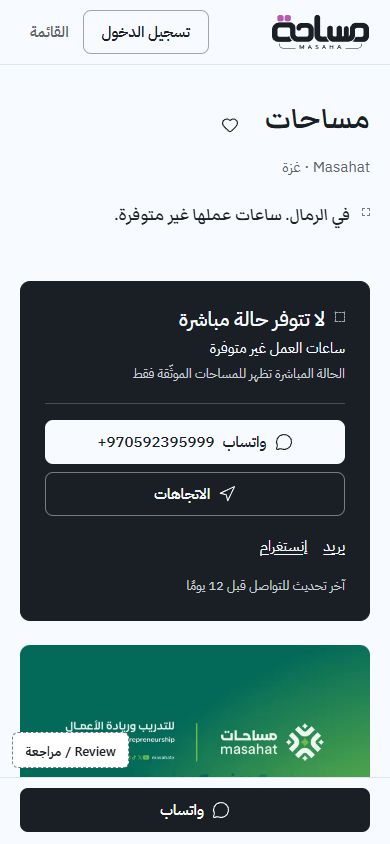 مساحة
MASAHA
تسجيل الدخول
القائمة
مساحات
Masahat · غزة
في الرمال. ساعات عملها غير متوفرة.
لا تتوفر حالة مباشرة
ساعات العمل غير متوفرة
الحالة المباشرة تظهر للمساحات الموثّقة فقط
واتساب +970592395999
الاتجاهات
بريد إنستغرام
آخر تحديث للتواصل قبل 12 يومًا
مساحات
masahat
للتدريب وريادة الأعمال
Review / مراجعة
واتساب